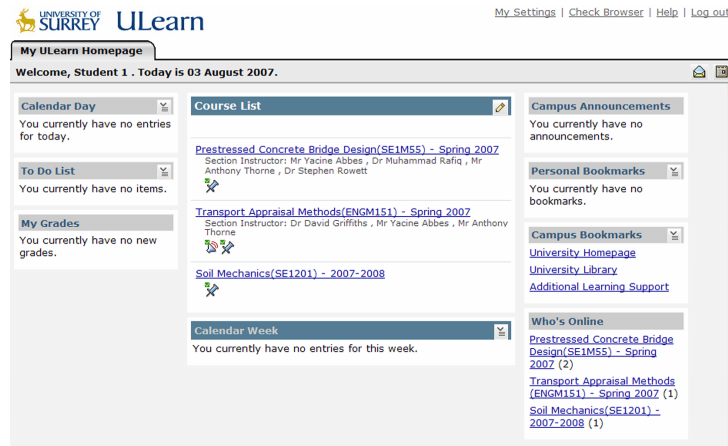 UNIVERSITY OF
SURREY
ULearn
My Settings | Check Browser | Help | Log out
My ULearn Homepage
Welcome, Student 1 . Today is 03 August 2007.
Calendar Day
You currently have no entries
for today.
To Do List
You currently have no items.
My Grades
You currently have no new
grades.
Course List
Prestressed Concrete Bridge Design(SE1M55) - Spring 2007
Section Instructor: Mr Yacine Abbes , Dr Muhammad Rafiq , Mr
Anthony Thorne , Dr Stephen Rowett
Transport Appraisal Methods(ENGM151) - Spring 2007
Section Instructor: Dr David Griffiths , Mr Yacine Abbes , Mr Anthony
Thorne
Soil Mechanics(SE1201) - 2007-2008
Calendar Week
You currently have no entries for this week.
Campus Announcements
You currently have no
announcements.
Personal Bookmarks
You currently have no
bookmarks.
Campus Bookmarks
University Homepage
University Library
Additional Learning Support
Who's Online
Prestressed Concrete Bridge
Design(SE1M55) - Spring
2007 (2)
Transport Appraisal Methods
(ENGM151) - Spring 2007 (1)
Soil Mechanics(SE1201) -
2007-2008 (1)